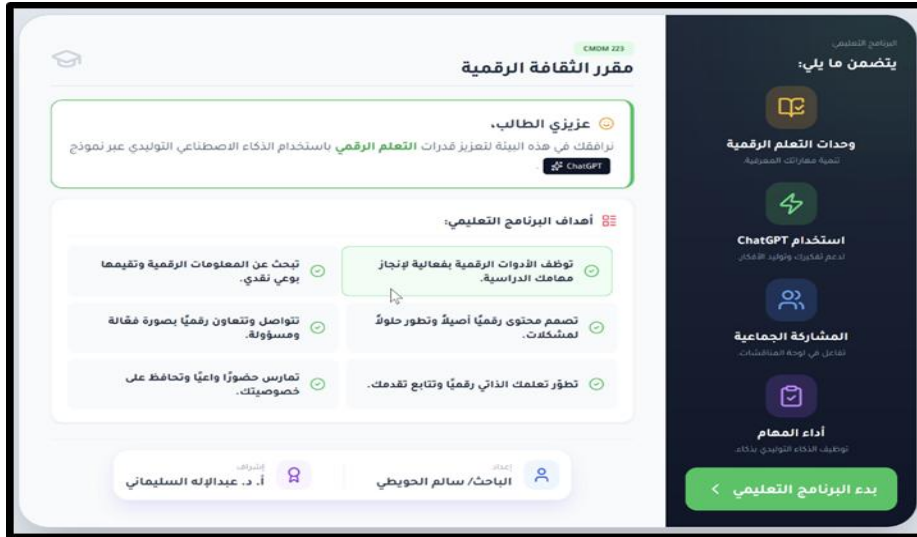 البرنامج التعليمي
يتضمن ما يلي:
وحدات التعلم الرقمية
تنمية مهاراتك المعرفية.
استخدام ChatGPT
لدعم تفكيرك وتوليد الأفكار.
المشاركة الجماعية
تفاعل في لوحة المناقشات.
أداء المهام
توظيف الذكاء التوليدي بذكاء.
بدء البرنامج التعليمي
CMDM 223
مقرر الثقافة الرقمية
عزيزي الطالب،
نرافقك في هذه البيئة لتعزيز قدرات التعلم الرقمي باستخدام الذكاء الاصطناعي التوليدي عبر نموذج
ChatGPT .
أهداف البرنامج التعليمي:
توظف الأدوات الرقمية بفعالية لإنجاز
مهامك الدراسية.
تبحث عن المعلومات الرقمية وتقيمها
بوعي نقدي.
تصمم محتوى رقميًا أصيلاً وتطور حلولاً
لمشكلات.
تتواصل وتتعاون رقميًا بصورة فعّالة
ومسؤولة.
تطوّر تعلمك الذاتي رقميًا وتتابع تقدمك.
تمارس حضورًا واعيًا وتحافظ على
خصوصيتك.
إعداد
الباحث/ سالم الحويطي
إشراف
أ. د. عبدالإله السليماني